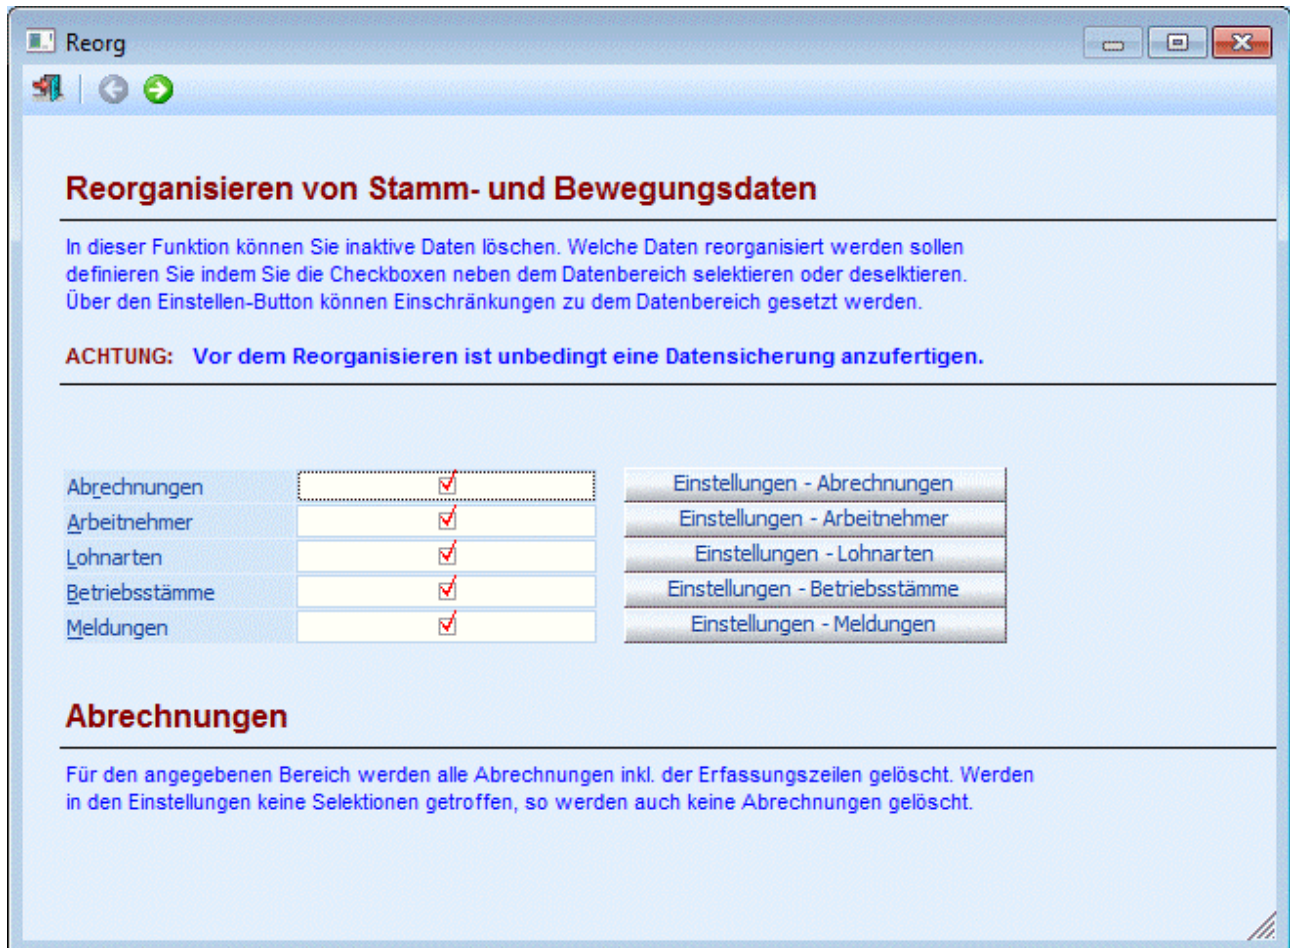 Reorg
Reorganisieren von Stamm- und Bewegungsdaten
In dieser Funktion können Sie inaktive Daten löschen. Welche Daten reorganisiert werden sollen
definieren Sie indem Sie die Checkboxen neben dem Datenbereich selektieren oder deselktieren.
Über den Einstellen-Button können Einschränkungen zu dem Datenbereich gesetzt werden.
ACHTUNG: Vor dem Reorganisieren ist unbedingt eine Datensicherung anzufertigen.
Abrechnungen Einstellungen - Abrechnungen
Arbeitnehmer Einstellungen - Arbeitnehmer
Lohnarten Einstellungen - Lohnarten
Betriebsstämme Einstellungen - Betriebsstämme
Meldungen Einstellungen - Meldungen
Abrechnungen
Für den angegebenen Bereich werden alle Abrechnungen inkl. der Erfassungszeilen gelöscht. Werden
in den Einstellungen keine Selektionen getroffen, so werden auch keine Abrechnungen gelöscht.